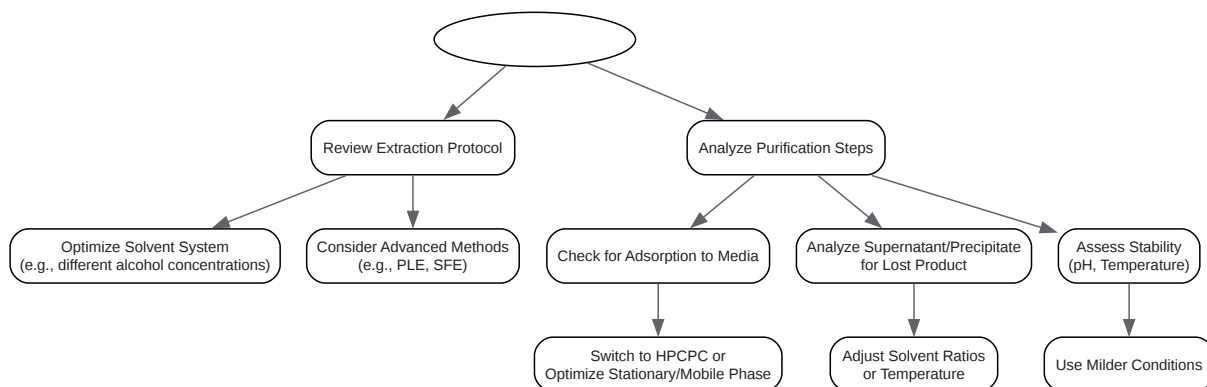 Review Extraction Protocol
Analyze Purification Steps
Optimize Solvent System
(e.g., different alcohol concentrations)
Consider Advanced Methods
(e.g., PLE, SFE)
Check for Adsorption to Media
Analyze Supernatant/Precipitate
for Lost Product
Assess Stability
(pH, Temperature)
Switch to HPCPC or
Optimize Stationary/Mobile Phase
Adjust Solvent Ratios
or Temperature
Use Milder Conditions